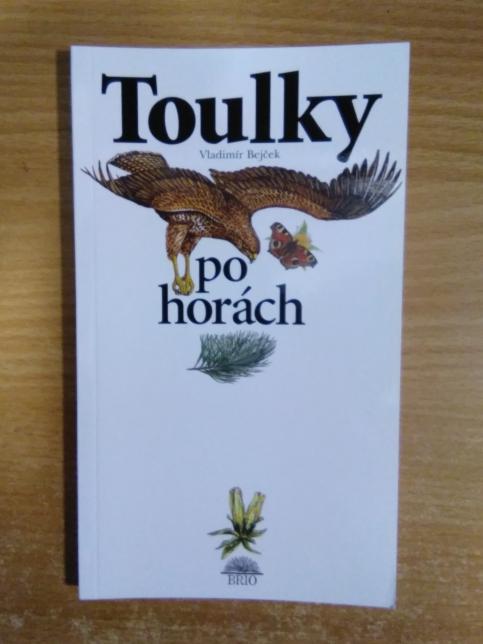 Toulky
Vladimír Bejček
po
horách
BRIO